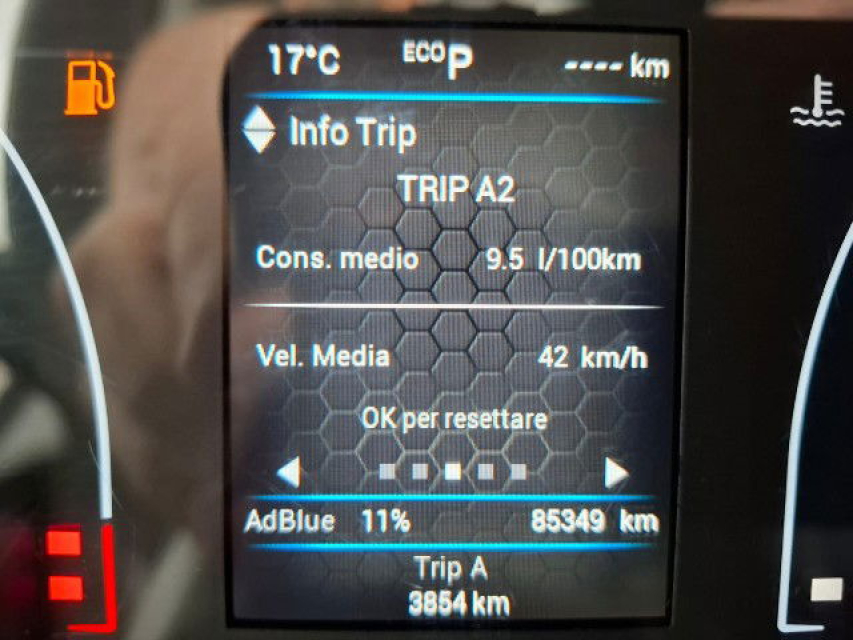 17°C ECO P ---- km
Info Trip
TRIP A2
Cons. medio 9.5 l/100km
Vel. Media 42 km/h
OK per resettare
AdBlue 11% 85349 km
Trip A
3854 km